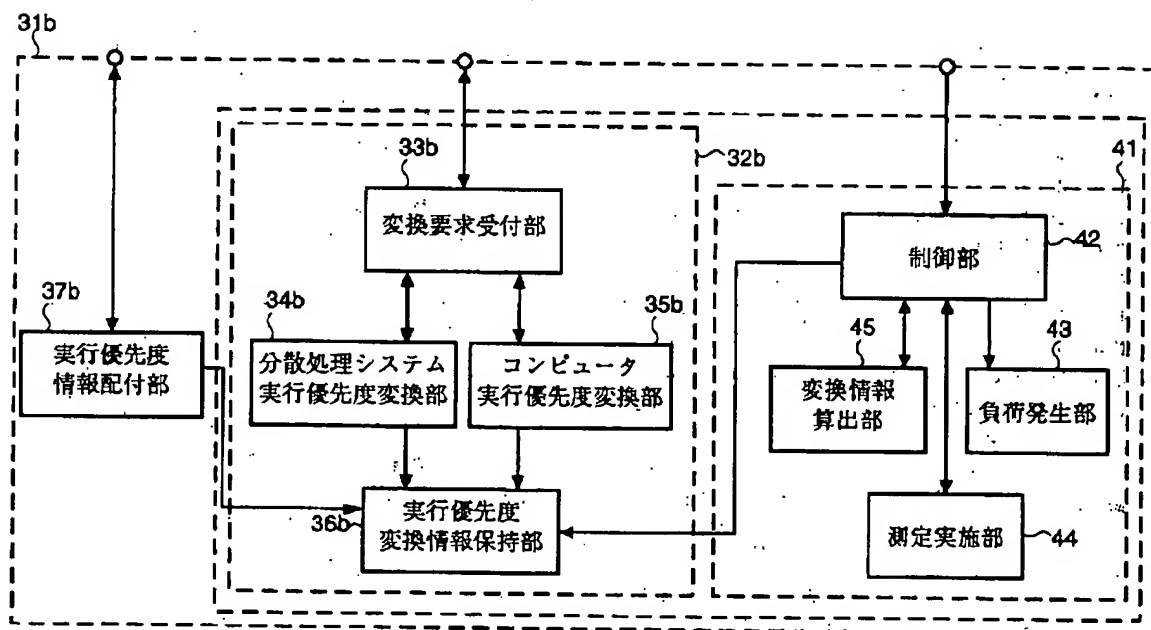 31b
33b
32b
41
変換要求受付部
制御部
42
37b
34b
35b
45
43
実行優先度
情報配付部
分散処理システム
実行優先度変換部
コンピュータ
実行優先度変換部
変換情報
算出部
負荷発生部
36b
実行優先度
変換情報保持部
測定実施部
44